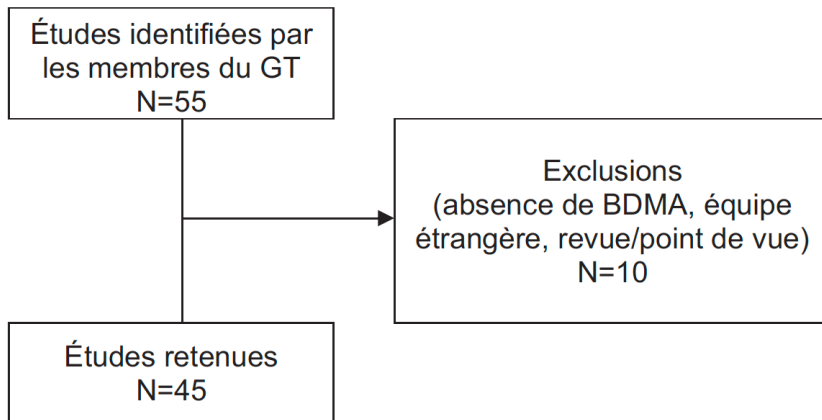 Études identifiées par
les membres du GT
N=55
Exclusions
(absence de BDMA, équipe
étrangère, revue/point de vue)
N=10
Études retenues
N=45